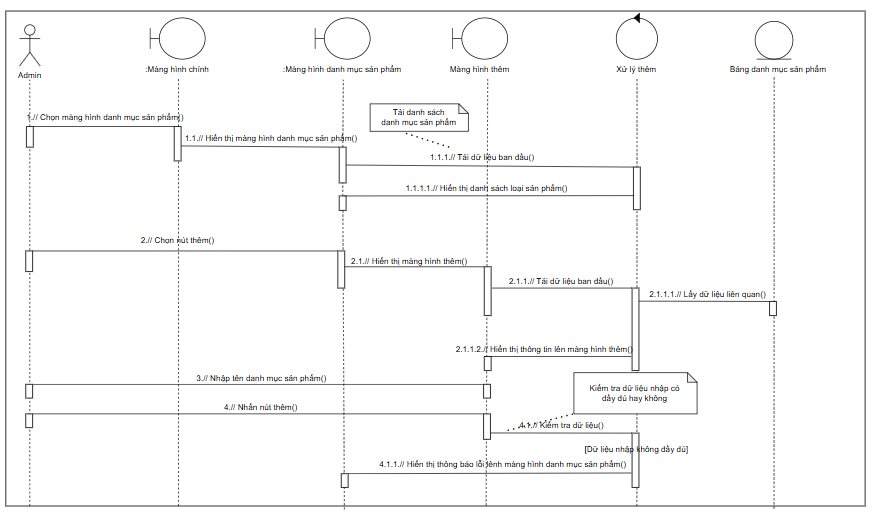 Admin
:Màng hình chính
:Màng hình danh mục sản phẩm
Màng hình thêm
Xử lý thêm
Bảng danh mục sản phẩm
Tải danh sách
danh mục sản phẩm
1.// Chọn màng hình danh mục sản phẩm()
1.1.// Hiển thị màng hình danh mục sản phẩm()
1.1.1.// Tải dữ liệu ban đầu()
1.1.1.1.// Hiển thị danh sách loại sản phẩm()
2.// Chọn nút thêm()
2.1.// Hiển thị màng hình thêm()
2.1.1.// Tải dữ liệu ban đầu()
2.1.1.1.// Lấy dữ liệu liên quan()
2.1.1.2.// Hiển thị thông tin lên màng hình thêm()
3.// Nhập tên danh mục sản phẩm()
Kiểm tra dữ liệu nhập có
đầy đủ hay không
4.// Nhấn nút thêm()
4.1.// Kiểm tra dữ liệu()
[Dữ liệu nhập không đầy đủ]
4.1.1.// Hiển thị thông báo lỗi lênh màng hình danh mục sản phẩm()